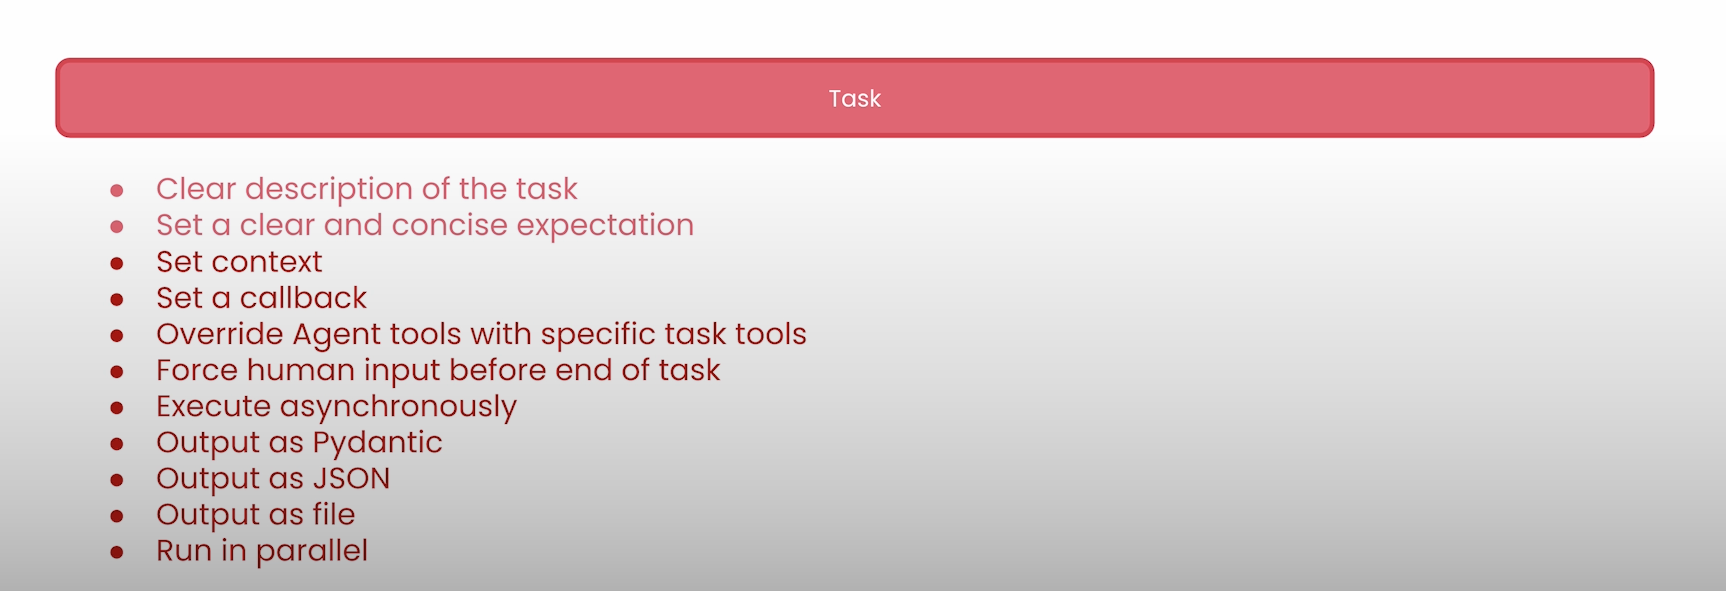 Task
● Clear description of the task
● Set a clear and concise expectation
● Set context
● Set a callback
● Override Agent tools with specific task tools
● Force human input before end of task
● Execute asynchronously
● Output as Pydantic
● Output as JSON
● Output as file
● Run in parallel